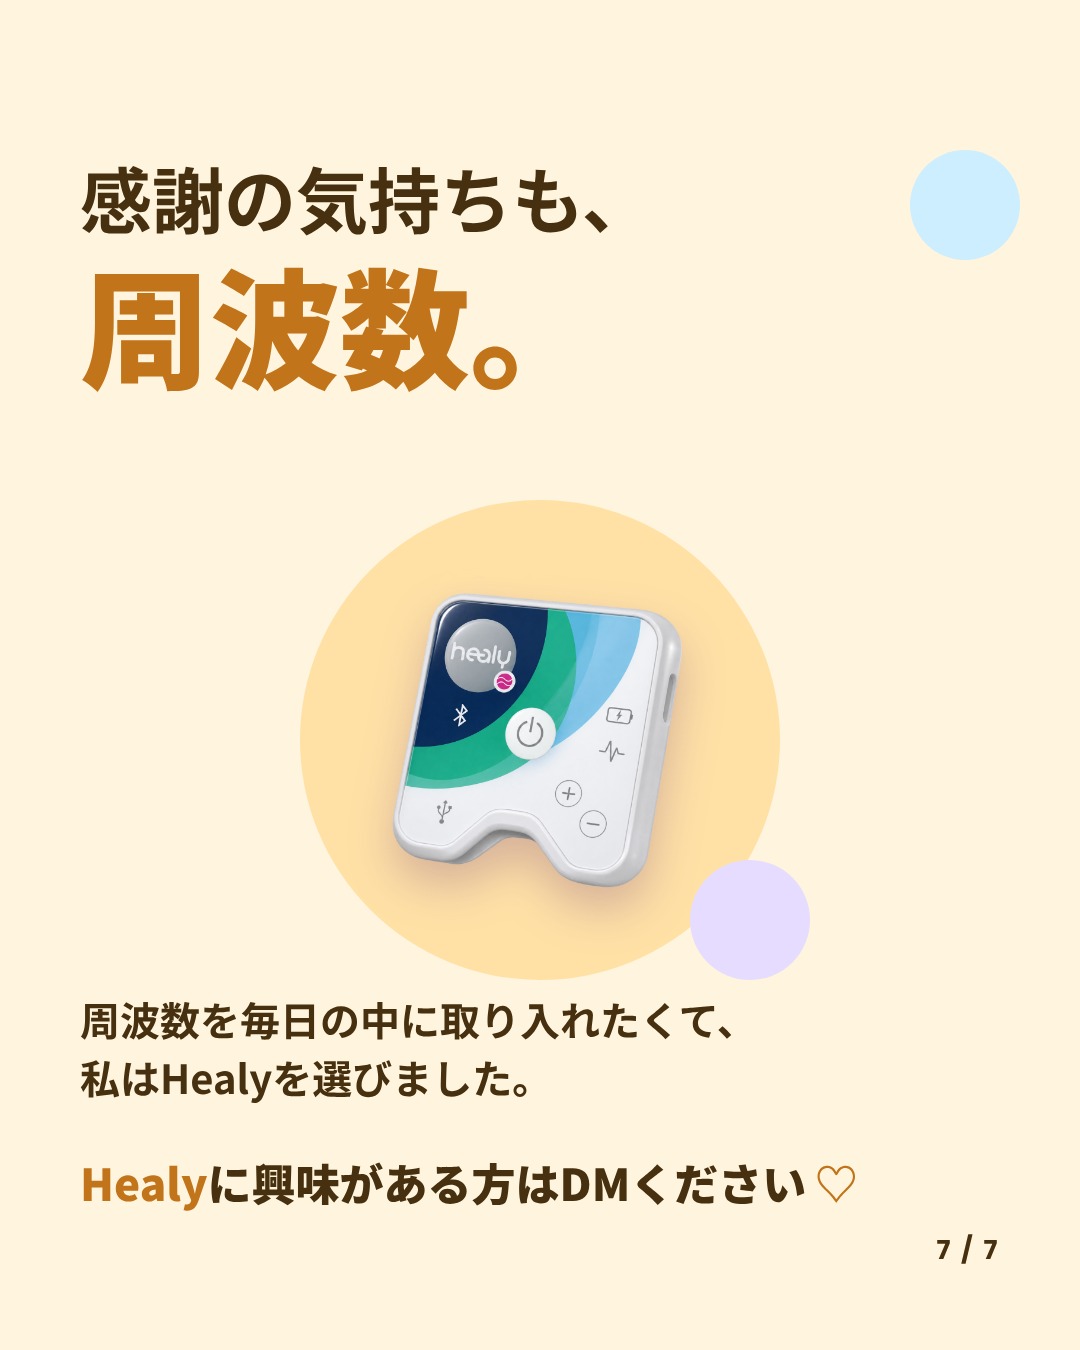 感謝の気持ちも、
周波数。
healy
周波数を毎日の中に取り入れたくて、
私はHealyを選びました。
Healyに興味がある方はDMください ♡
7 / 7